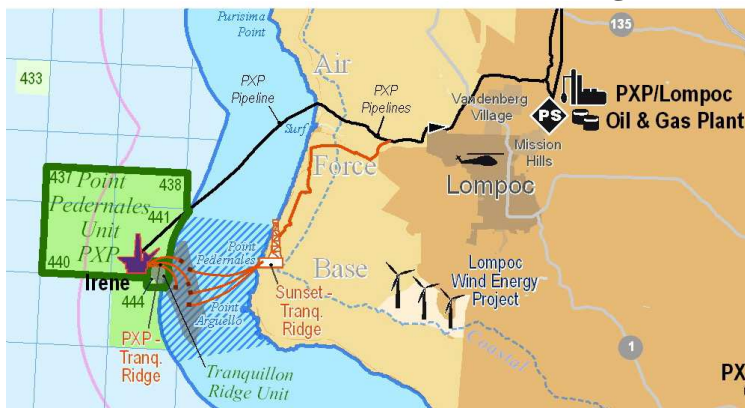 Purisima
Point
135
433
Air
PXP
Pipeline
PXP
Pipelines
Vandenberg
Village
PS
PXP/Lompoc
Oil & Gas Plant
Surf
Mission
Hills
Force
Lompoc
437
438
Point
Pedernales
Unit
PXP
441
440
Irene
444
Point
Pedernales
Base
Point
Arguello
Sunset-
Tranq.
Ridge
Lompoc
Wind Energy
Project
PXP -
Tranq.
Ridge
Tranquillon
Ridge Unit
Coastal
1
PX